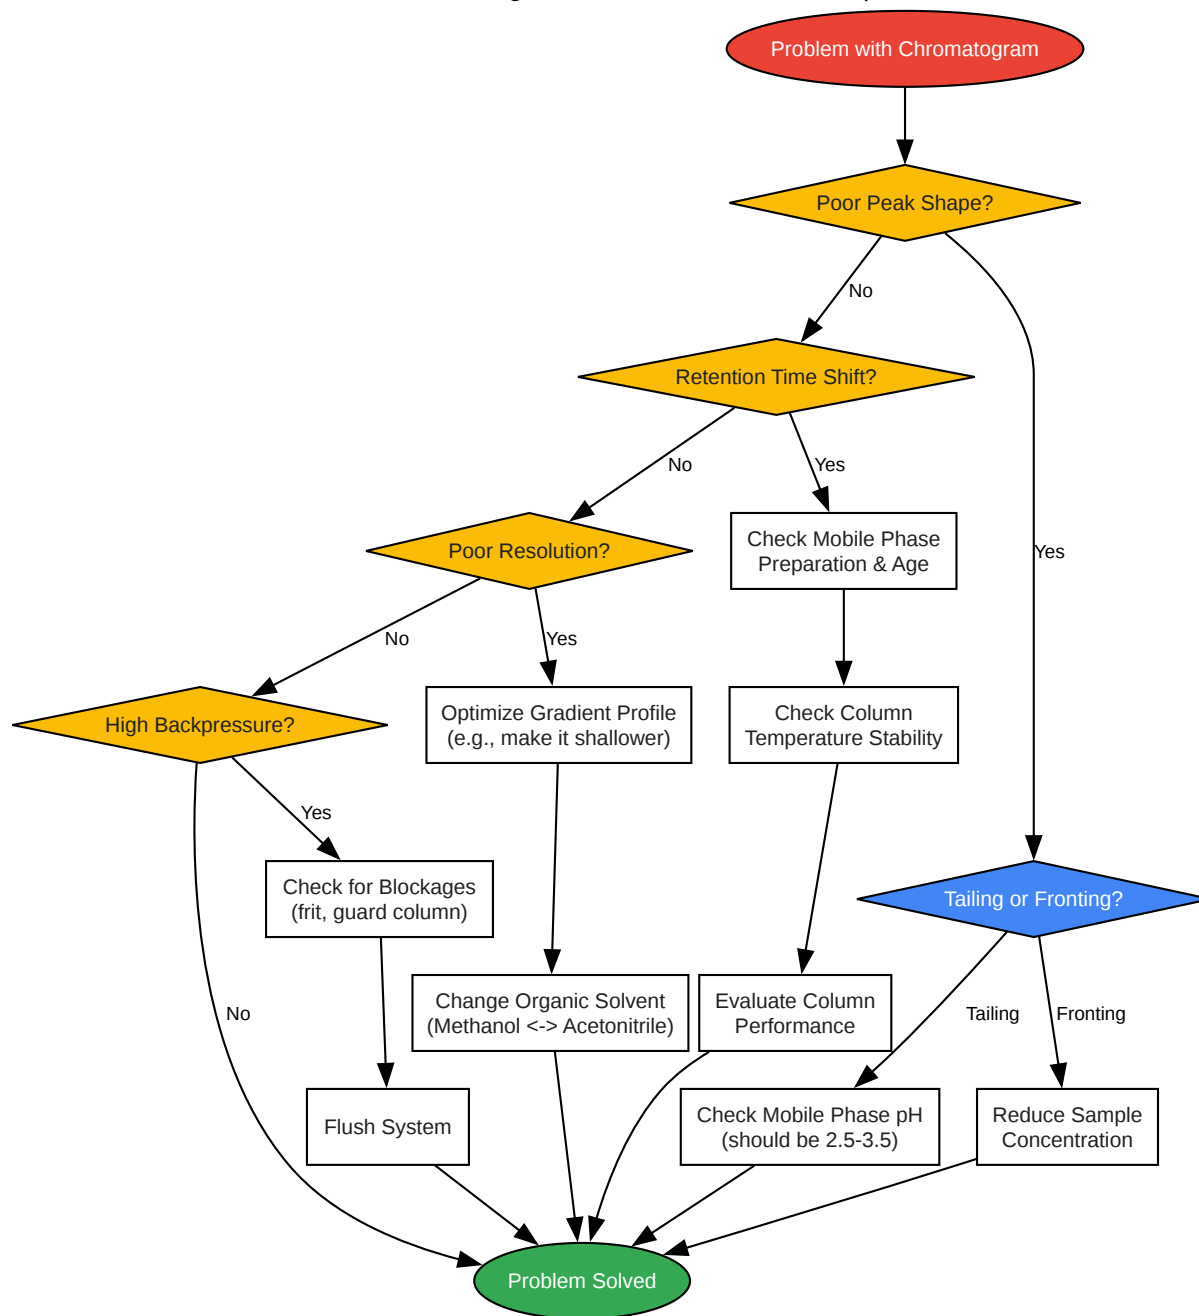 Problem with Chromatogram
Poor Peak Shape?
No
Retention Time Shift?
No
Yes
Poor Resolution?
Check Mobile Phase
Preparation & Age
Yes
No
Yes
High Backpressure?
Optimize Gradient Profile
(e.g., make it shallower)
Check Column
Temperature Stability
Yes
Check for Blockages
(frit, guard column)
Tailing or Fronting?
No
Change Organic Solvent
(Methanol <-> Acetonitrile)
Evaluate Column
Performance
Tailing
Fronting
Flush System
Check Mobile Phase pH
(should be 2.5-3.5)
Reduce Sample
Concentration
Problem Solved